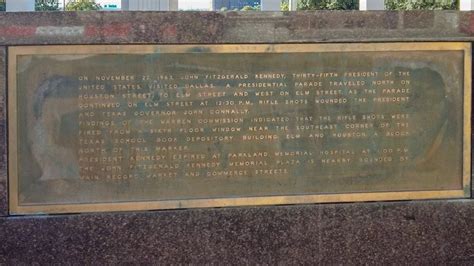 ON NOVEMBER 22, 1963, JOHN FITZGERALD KENNEDY, THIRTY-FIFTH PRESIDENT OF THE
UNITED STATES, VISITED DALLAS. A PRESIDENTIAL PARADE TRAVELED NORTH ON
HOUSTON STREET TO ELM STREET AND WEST ON ELM STREET. AS THE PARADE
CONTINUED ON ELM STREET AT 12:30 P.M. RIFLE SHOTS WOUNDED THE PRESIDENT
AND TEXAS GOVERNOR JOHN CONNALLY.
FINDINGS OF THE WARREN COMMISSION INDICATED THAT THE RIFLE SHOTS WERE
FIRED FROM A SIXTH FLOOR WINDOW NEAR THE SOUTHEAST CORNER OF THE
TEXAS SCHOOL BOOK DEPOSITORY BUILDING, ELM AND HOUSTON, A BLOCK
NORTH OF THIS MARKER.
PRESIDENT KENNEDY EXPIRED AT PARKLAND MEMORIAL HOSPITAL AT 1:00 P.M.
THE JOHN FITZGERALD KENNEDY MEMORIAL PLAZA IS NEARBY, BOUNDED BY
MAIN, RECORD, MARKET AND COMMERCE STREETS.